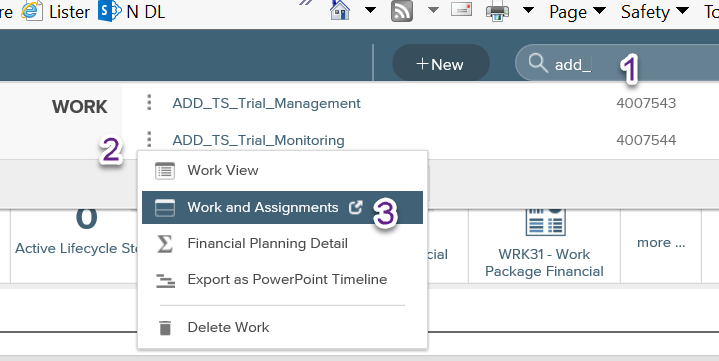 re Lister N DL Page Safety To
+New add_ 1
WORK ADD_TS_Trial_Management 4007543
ADD_TS_Trial_Monitoring 4007544
2
Work View
Work and Assignments 3
Financial Planning Detail
Export as PowerPoint Timeline
Delete Work
0
Active Lifecycle Ste
cial
WRK31 - Work
Package Financial
more ...